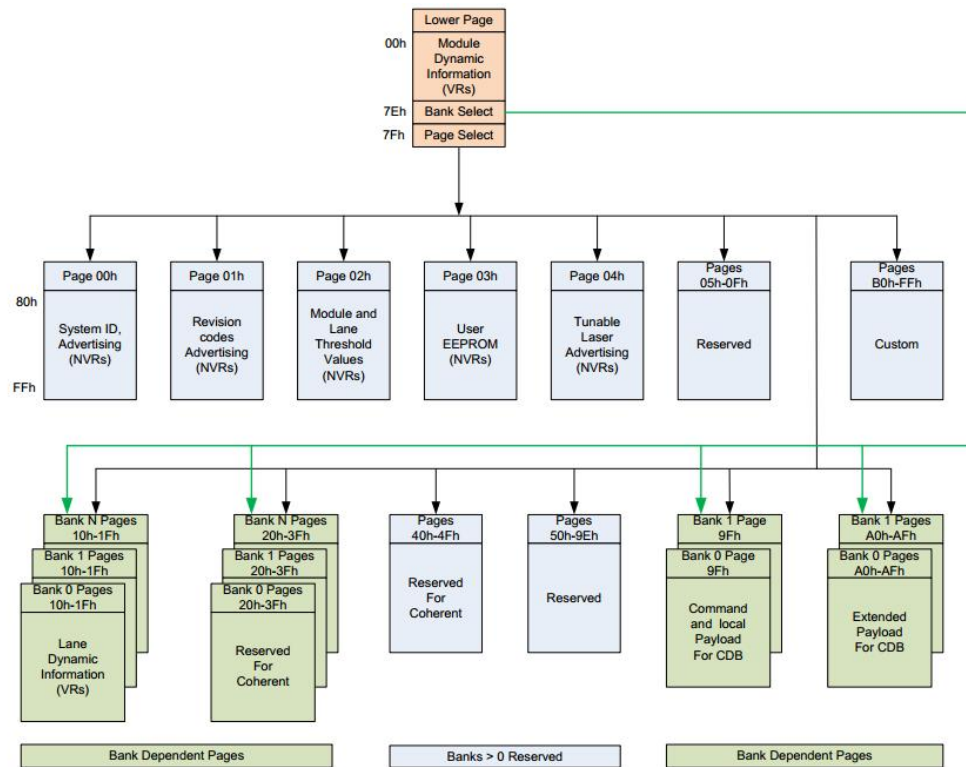 Lower Page
00h
Module
Dynamic
Information
(VRs)
7Eh
Bank Select
7Fh
Page Select
Page 00h
Page 01h
Page 02h
Page 03h
Page 04h
Pages
05h-0Fh
Pages
B0h-FFh
80h
System ID,
Advertising
(NVRs)
FFh
Revision
codes
Advertising
(NVRs)
Module and
Lane
Threshold
Values
(NVRs)
User
EEPROM
(NVRs)
Tunable
Laser
Advertising
(NVRs)
Reserved
Custom
Bank N Pages
10h-1Fh
Bank 1 Pages
10h-1Fh
Bank 0 Pages
10h-1Fh
Lane
Dynamic
Information
(VRs)
Bank N Pages
20h-3Fh
Bank 1 Pages
20h-3Fh
Bank 0 Pages
20h-3Fh
Reserved
For
Coherent
Pages
40h-4Fh
Reserved
For
Coherent
Pages
50h-9Eh
Reserved
Bank 1 Page
9Fh
Bank 0 Page
9Fh
Command
and local
Payload
For CDB
Bank 1 Pages
A0h-AFh
Bank 0 Pages
A0h-AFh
Extended
Payload
For CDB
Bank Dependent Pages
Banks > 0 Reserved
Bank Dependent Pages